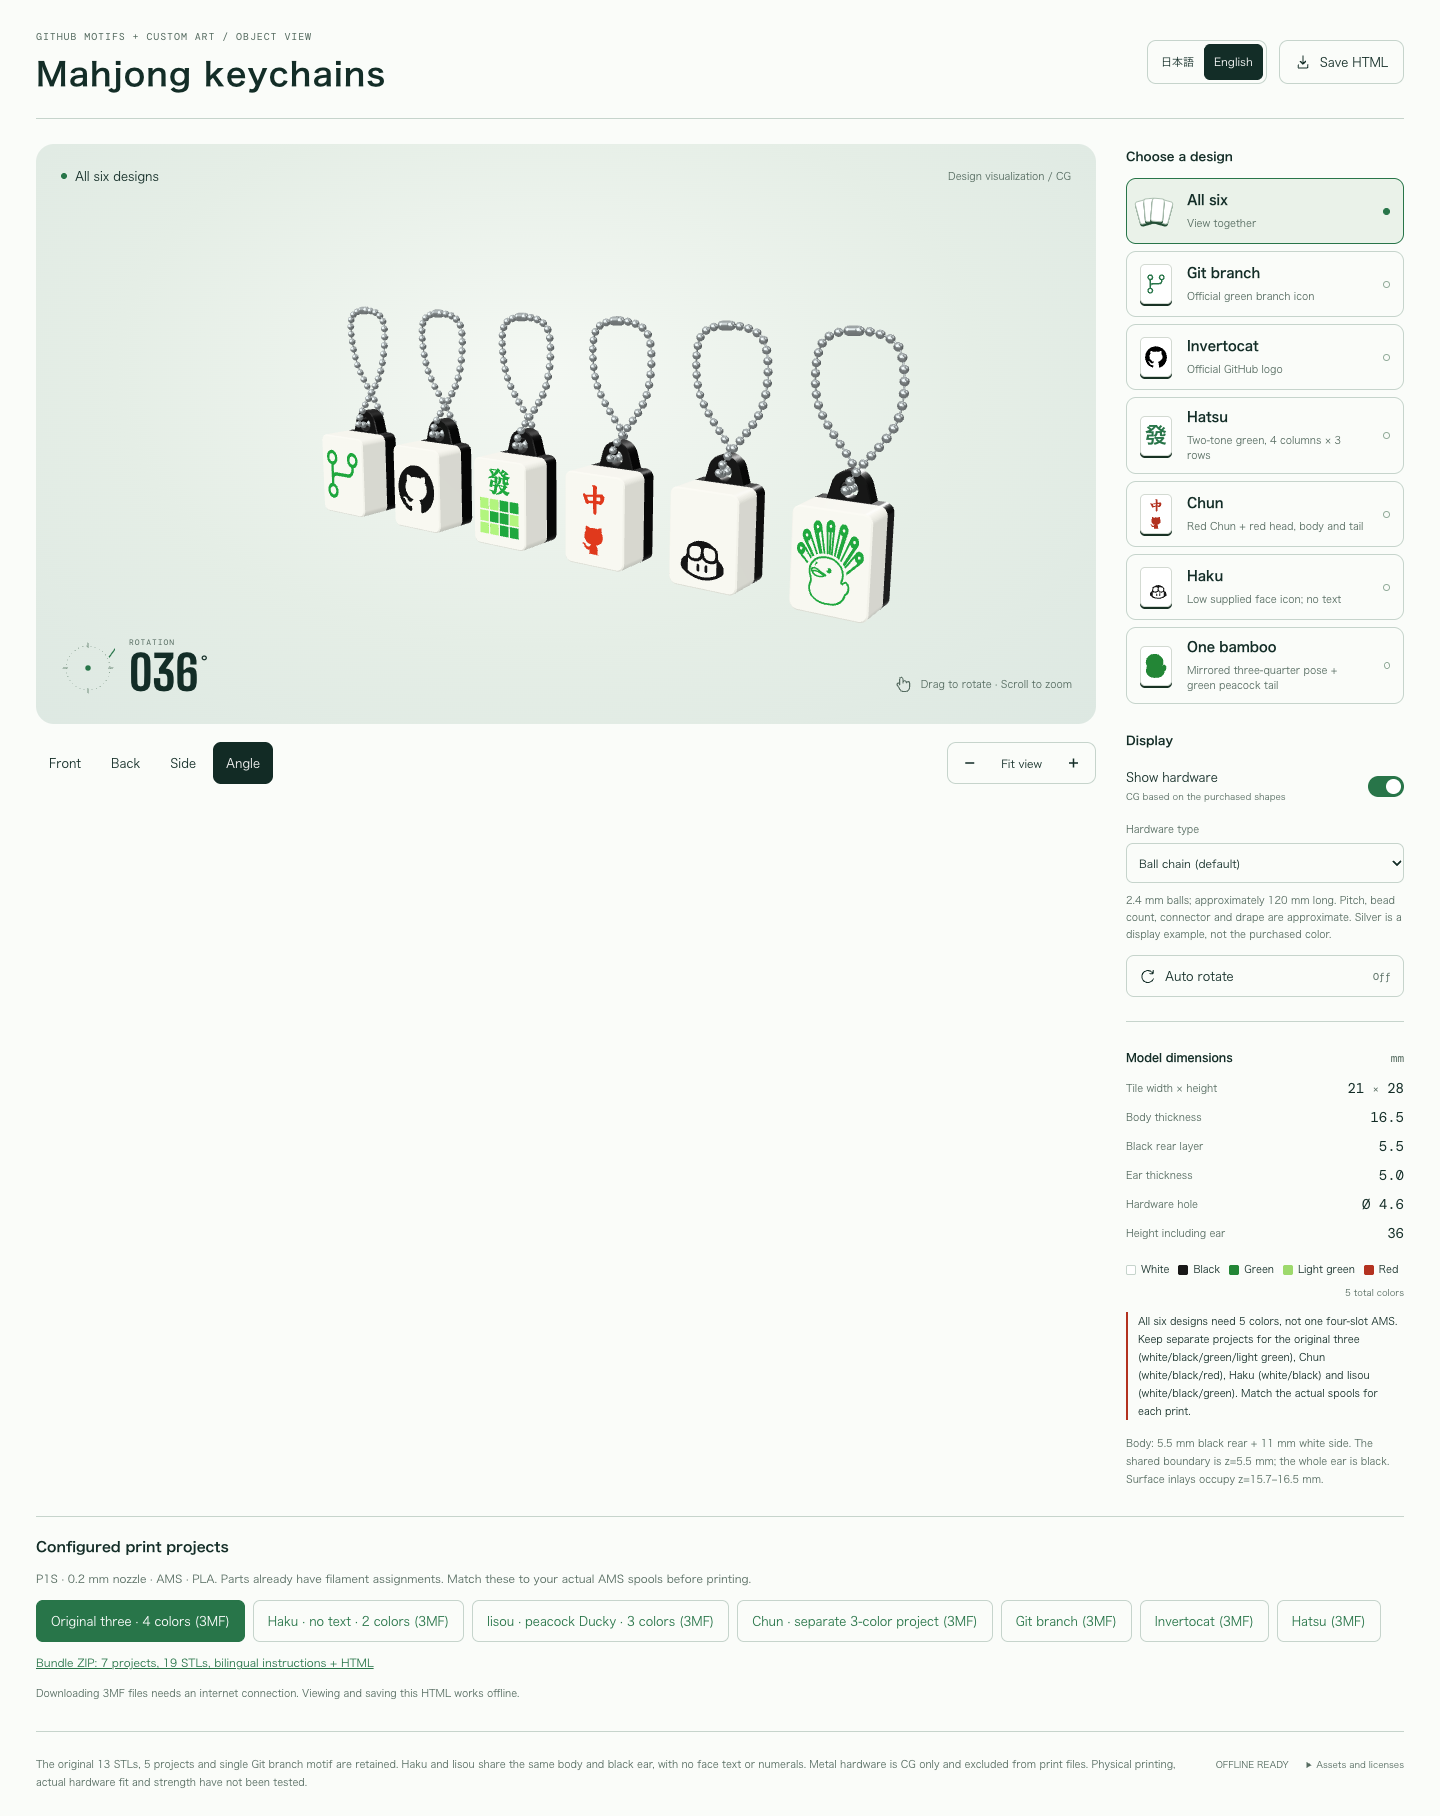 GITHUB MOTIFS + CUSTOM ART / OBJECT VIEW
Mahjong keychains
日本語
English
Save HTML
All six designs
Design visualization / CG
發
中
ROTATION
036°
Drag to rotate · Scroll to zoom
Front
Back
Side
Angle
− Fit view +
Choose a design
All six
View together
Git branch
Official green branch icon
Invertocat
Official GitHub logo
發
Hatsu
Two-tone green, 4 columns × 3
rows
中
Chun
Red Chun + red head, body and tail
Haku
Low supplied face icon; no text
One bamboo
Mirrored three-quarter pose +
green peacock tail
Display
Show hardware
CG based on the purchased shapes
Hardware type
Ball chain (default)
2.4 mm balls; approximately 120 mm long. Pitch, bead
count, connector and drape are approximate. Silver is a
display example, not the purchased color.
Auto rotate
Off
Model dimensions
mm
Tile width × height
21 × 28
Body thickness
16.5
Black rear layer
5.5
Ear thickness
5.0
Hardware hole
Ø 4.6
Height including ear
36
White
Black
Green
Light green
Red
5 total colors
All six designs need 5 colors, not one four-slot AMS.
Keep separate projects for the original three
(white/black/green/light green), Chun
(white/black/red), Haku (white/black) and Iisou
(white/black/green). Match the actual spools for
each print.
Body: 5.5 mm black rear + 11 mm white side. The
shared boundary is z=5.5 mm; the whole ear is black.
Surface inlays occupy z=15.7–16.5 mm.
Configured print projects
P1S · 0.2 mm nozzle · AMS · PLA. Parts already have filament assignments. Match these to your actual AMS spools before printing.
Original three · 4 colors (3MF)
Haku · no text · 2 colors (3MF)
Iisou · peacock Ducky · 3 colors (3MF)
Chun · separate 3-color project (3MF)
Git branch (3MF)
Invertocat (3MF)
Hatsu (3MF)
Bundle ZIP: 7 projects, 19 STLs, bilingual instructions + HTML
Downloading 3MF files needs an internet connection. Viewing and saving this HTML works offline.
The original 13 STLs, 5 projects and single Git branch motif are retained. Haku and Iisou share the same body and black ear, with no face text or numerals. Metal hardware is CG only and excluded from print files. Physical printing,
actual hardware fit and strength have not been tested.
OFFLINE READY
▶ Assets and licenses